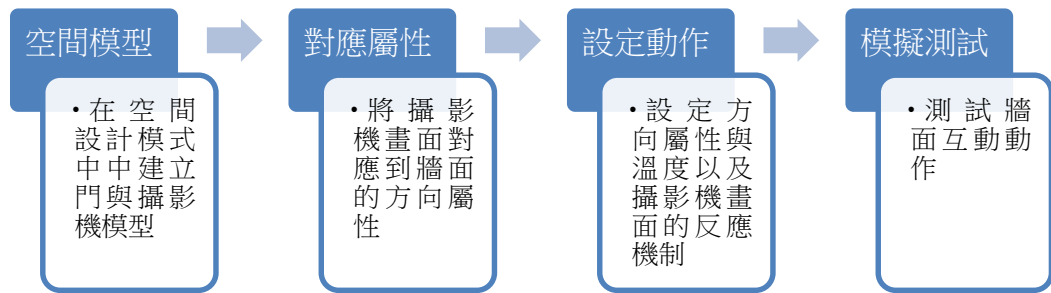 空間模型
•在空間
設計模式
中中建立
門與攝影
機模型
對應屬性
•將攝影
機畫面對
應到牆面
的方向屬
性
設定動作
•設定方
向屬性與
溫度以及
攝影機畫
面的反應
機制
模擬測試
•測試牆
面互動動
作